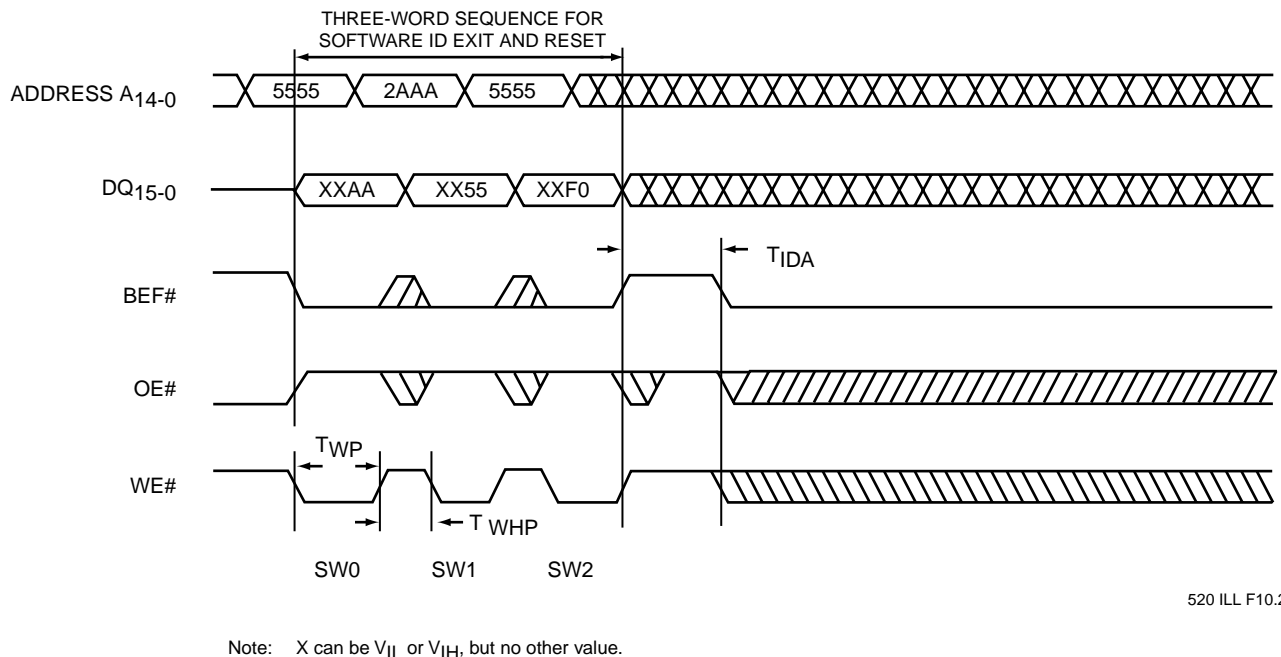 THREE-WORD SEQUENCE FOR
SOFTWARE ID EXIT AND RESET
ADDRESS A14-0
5555
2AAA
5555
DQ15-0
XXAA
XX55
XXF0
TIDA
BEF#
OE#
TWP
WE#
T WHP
SW0
SW1
SW2
520 ILL F10.2
Note: X can be VIL or VIH, but no other value.